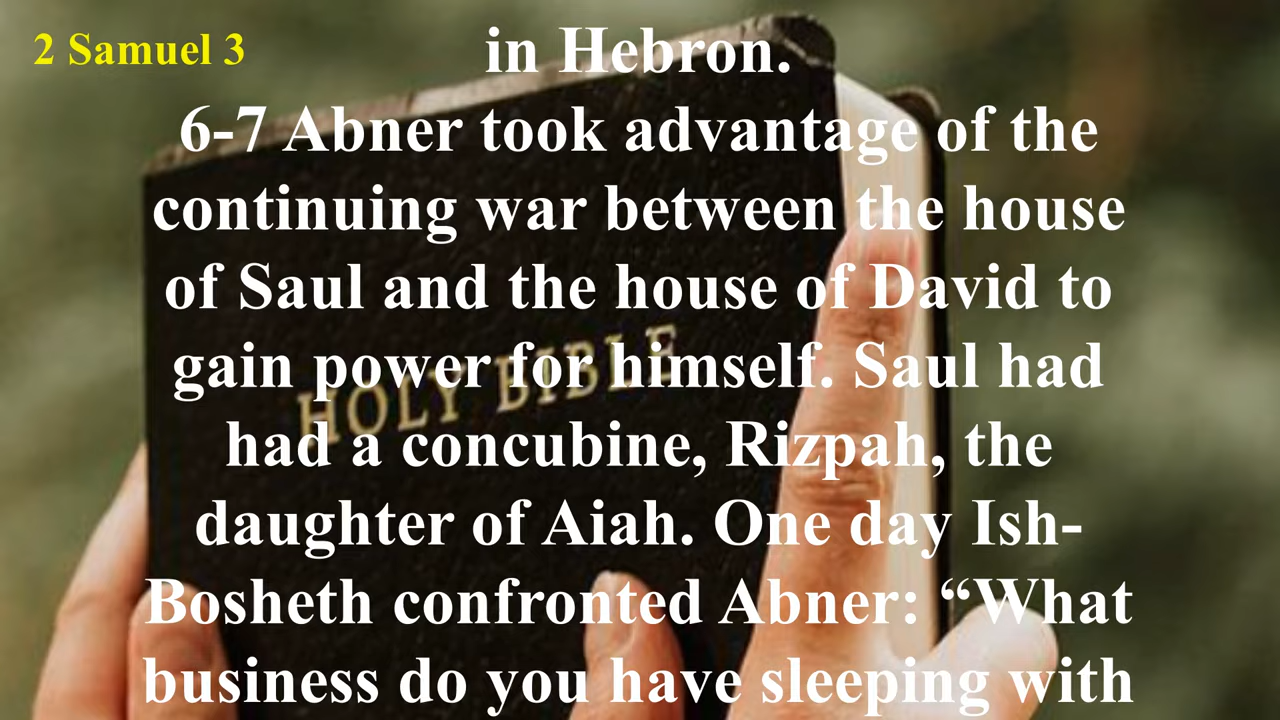 2 Samuel 3
in Hebron.
6-7 Abner took advantage of the
continuing war between the house
of Saul and the house of David to
gain power for himself. Saul had
had a concubine, Rizpah, the
daughter of Aiah. One day Ish-
Bosheth confronted Abner: “What
business do you have sleeping with
HOLY BIBLE